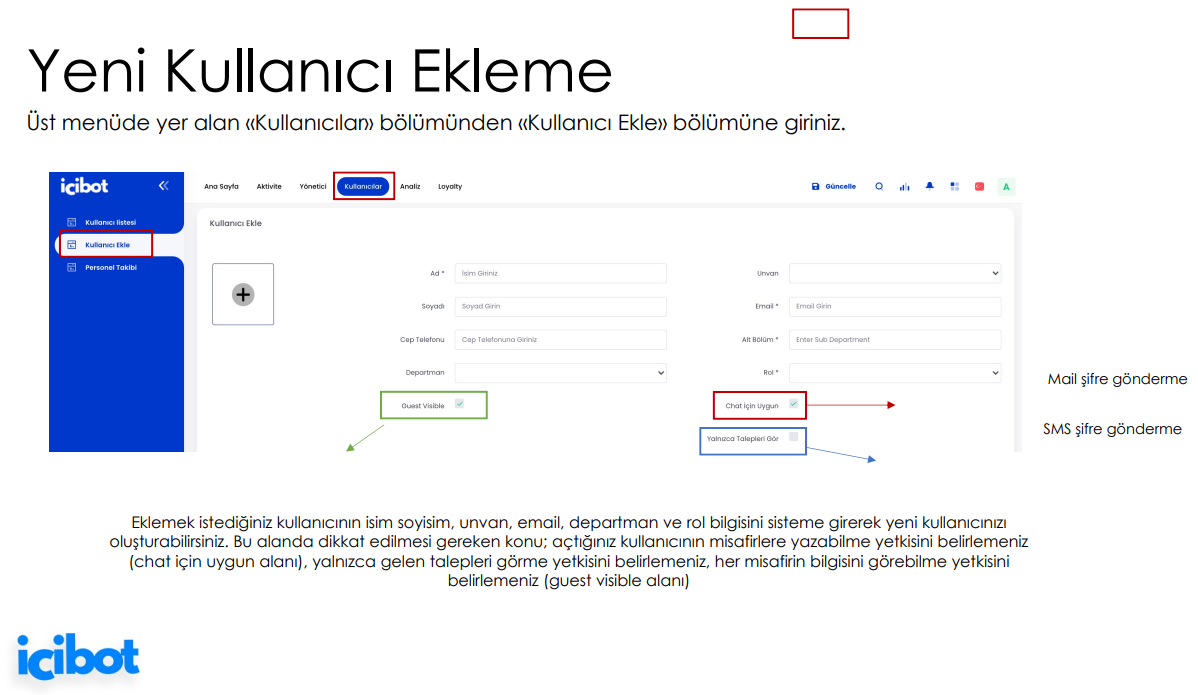 Yeni Kullanıcı Ekleme
Üst menüde yer alan «Kullanıcılar» bölümünden «Kullanıcı Ekle» bölümüne giriniz.
icibot
Ana Sayfa Aktivite Yönetici Kullanıcılar Analiz Loyalty
Güncelle
A
Kullanıcı listesi
Kullanıcı Ekle
Personel Takibi
Kullanıcı Ekle
Ad * İsim Giriniz
Unvan
Soyadı Soyad Girin
Email * Email Girin
Cep Telefonu Cep Telefonuna Giriniz
Alt Bölüm * Enter Sub Department
Departman
Rol *
Guest Visible
Chat için Uygun
Yalnızca Talepleri Gör
Mail şifre gönderme
SMS şifre gönderme
Eklemek istediğiniz kullanıcının isim soyisim, unvan, email, departman ve rol bilgisini sisteme girerek yeni kullanıcınızı
oluşturabilirsiniz. Bu alanda dikkat edilmesi gereken konu; açtığınız kullanıcının misafirlere yazabilme yetkisini belirlemeniz
(chat için uygun alanı), yalnızca gelen talepleri görme yetkisini belirlemeniz, her misafirin bilgisini görebilme yetkisini
belirlemeniz (guest visible alanı)
icibot